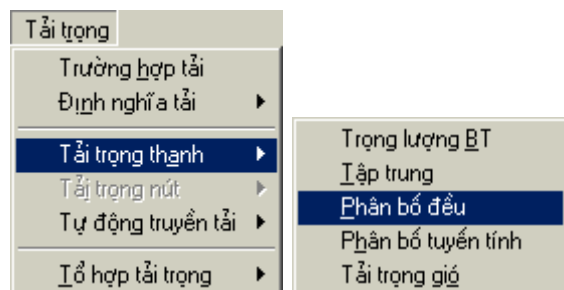 Tải trọng
Trường hợp tải
Định nghĩa tải
Tải trọng thanh
Tải trọng nút
Tự động truyền tải
Tổ hợp tải trọng
Trọng lượng BT
Tập trung
Phân bố đều
Phân bố tuyến tính
Tải trọng gió